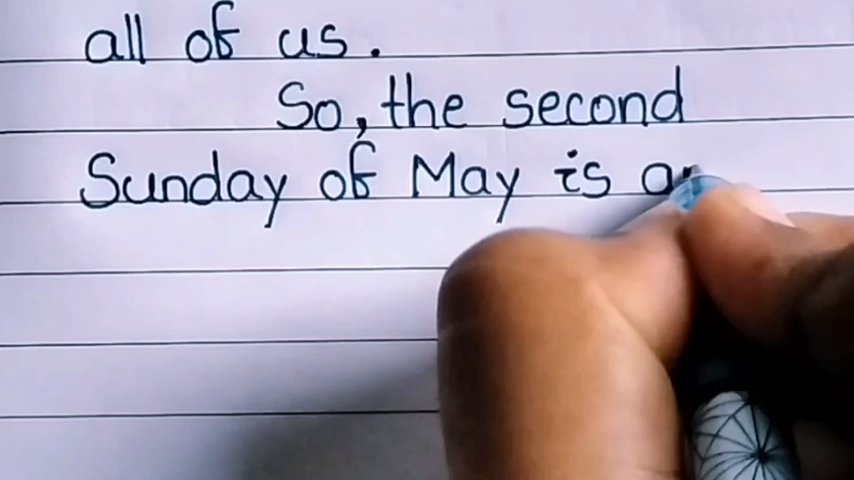 all of us.
So, the second
Sunday of May is